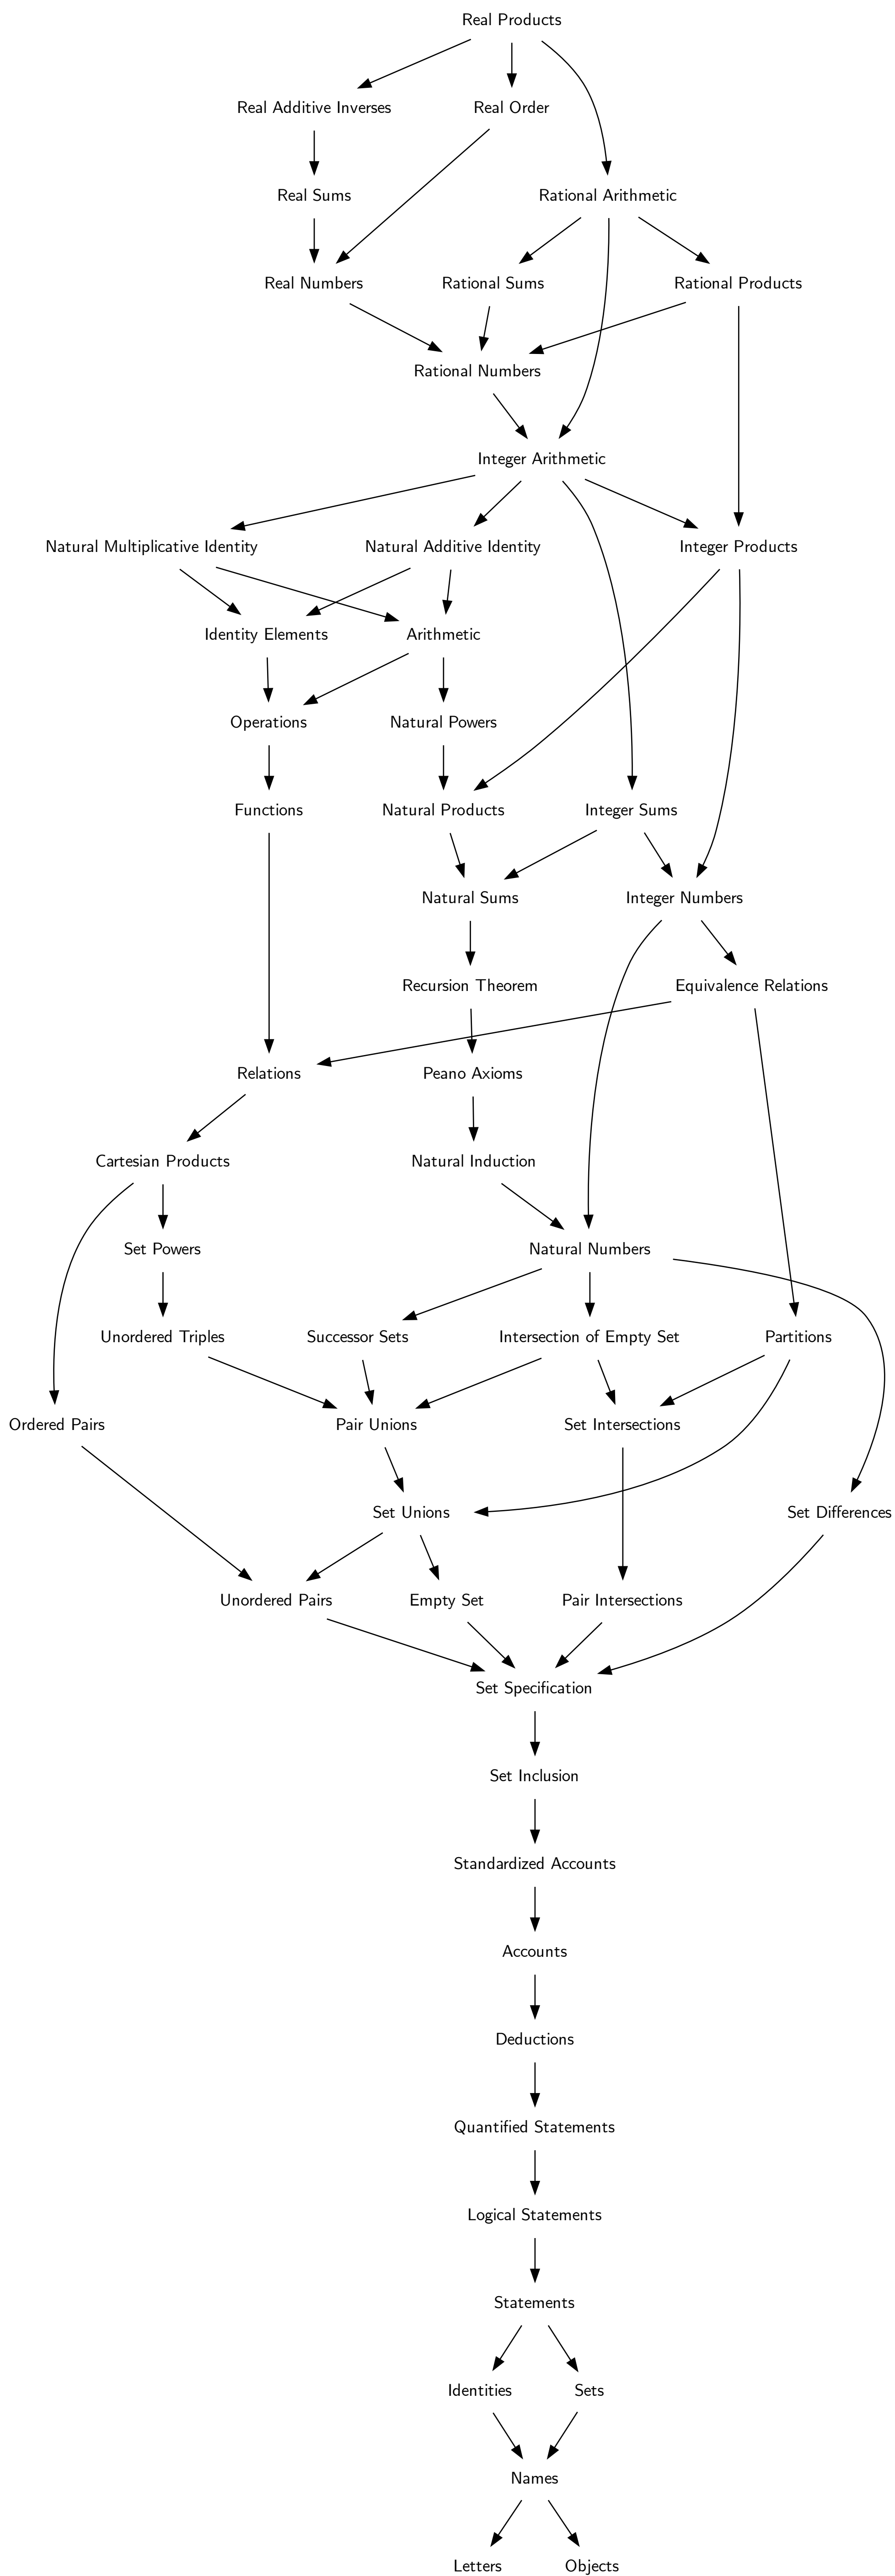 Real Products
Real Additive Inverses
Real Order
Real Sums
Rational Arithmetic
Real Numbers
Rational Sums
Rational Products
Rational Numbers
Integer Arithmetic
Natural Multiplicative Identity
Natural Additive Identity
Integer Products
Identity Elements
Arithmetic
Operations
Natural Powers
Functions
Natural Products
Integer Sums
Natural Sums
Integer Numbers
Recursion Theorem
Equivalence Relations
Relations
Peano Axioms
Cartesian Products
Natural Induction
Set Powers
Natural Numbers
Unordered Triples
Successor Sets
Intersection of Empty Set
Partitions
Ordered Pairs
Pair Unions
Set Intersections
Set Unions
Set Differences
Unordered Pairs
Empty Set
Pair Intersections
Set Specification
Set Inclusion
Standardized Accounts
Accounts
Deductions
Quantified Statements
Logical Statements
Statements
Identities
Sets
Names
Letters
Objects